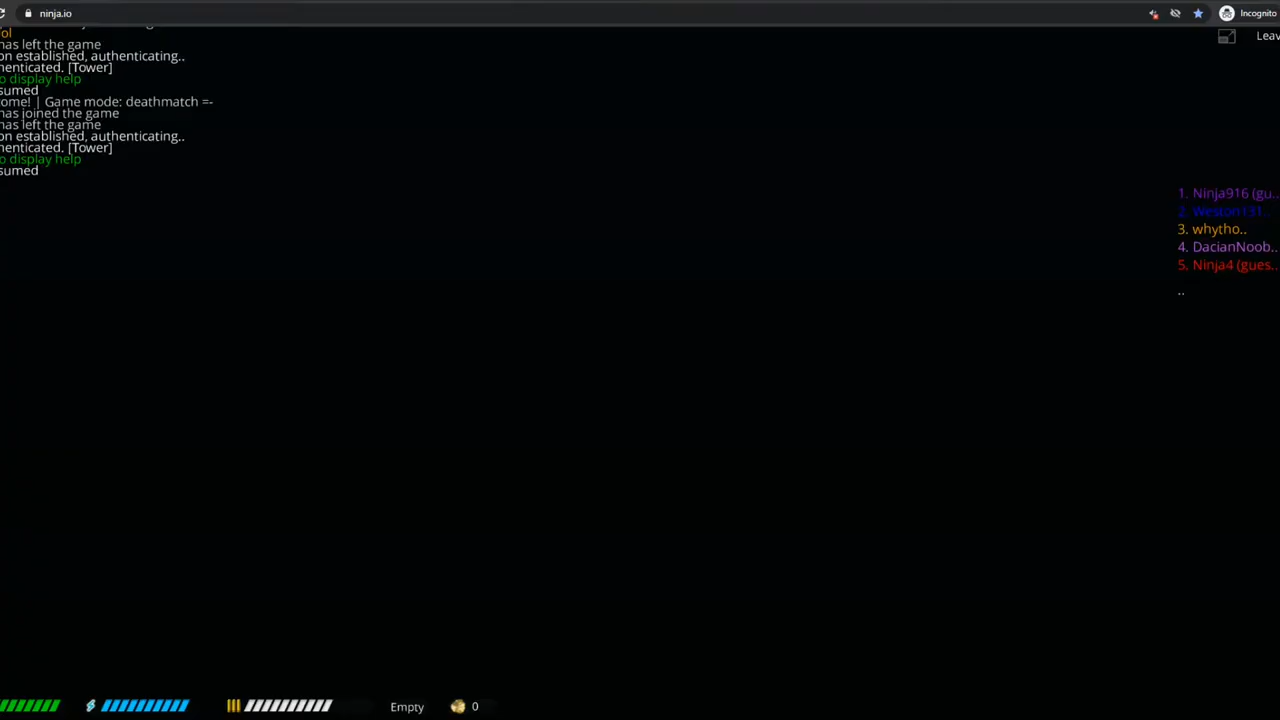 ninja.io
Incognito
ol
Leav
has left the game
on established, authenticating..
henticated. [Tower]
o display help
sumed
ome! | Game mode: deathmatch =-
has joined the game
has left the game
on established, authenticating..
henticated. [Tower]
o display help
sumed
1. Ninja916 (gu..
2. Weston131..
3. whytho..
4. DacianNoob..
5. Ninja4 (gues..
..
Empty
0